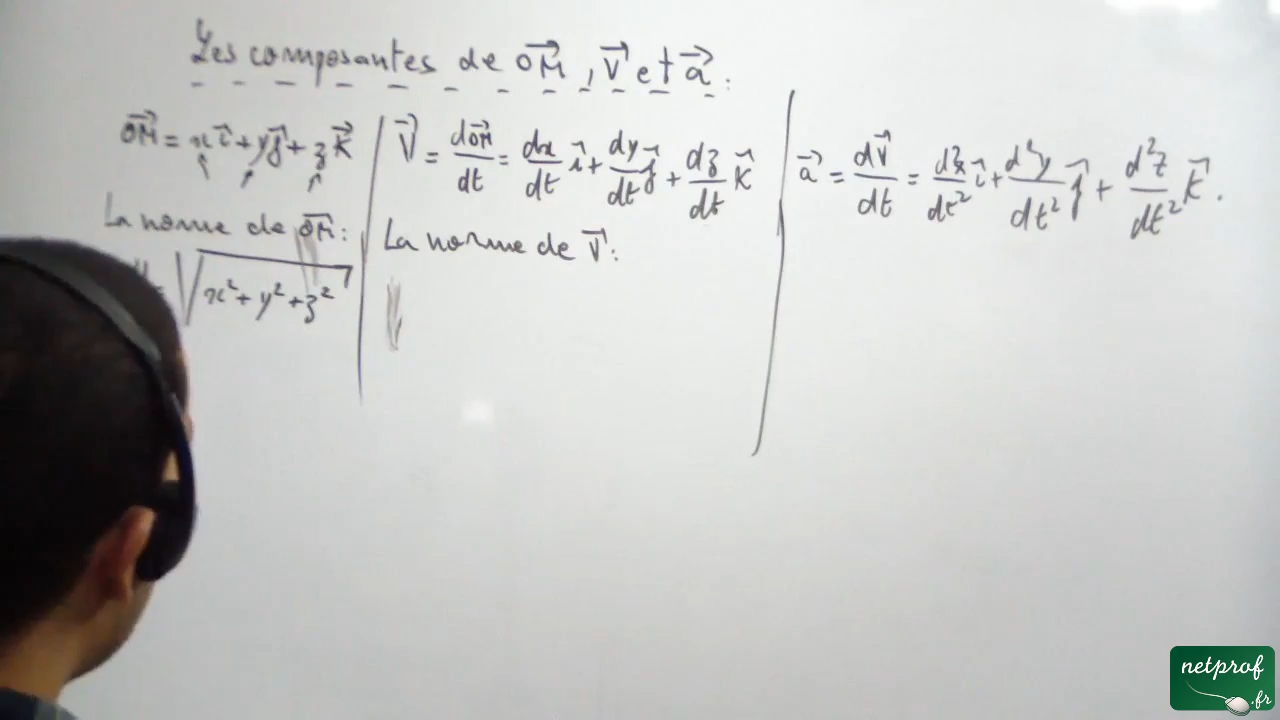 Les composantes de OM⃗, V⃗ et a⃗ :
OM⃗ = x i⃗ + y j⃗ + z k⃗
La norme de OM⃗ :
= √(x² + y² + z²)
V⃗ = dOM⃗/dt = dx/dt i⃗ + dy/dt j⃗ + dz/dt k⃗
La norme de V⃗ :
a⃗ = dV⃗/dt = d²x/dt² i⃗ + d²y/dt² j⃗ + d²z/dt² k⃗ .
netprof
.fr